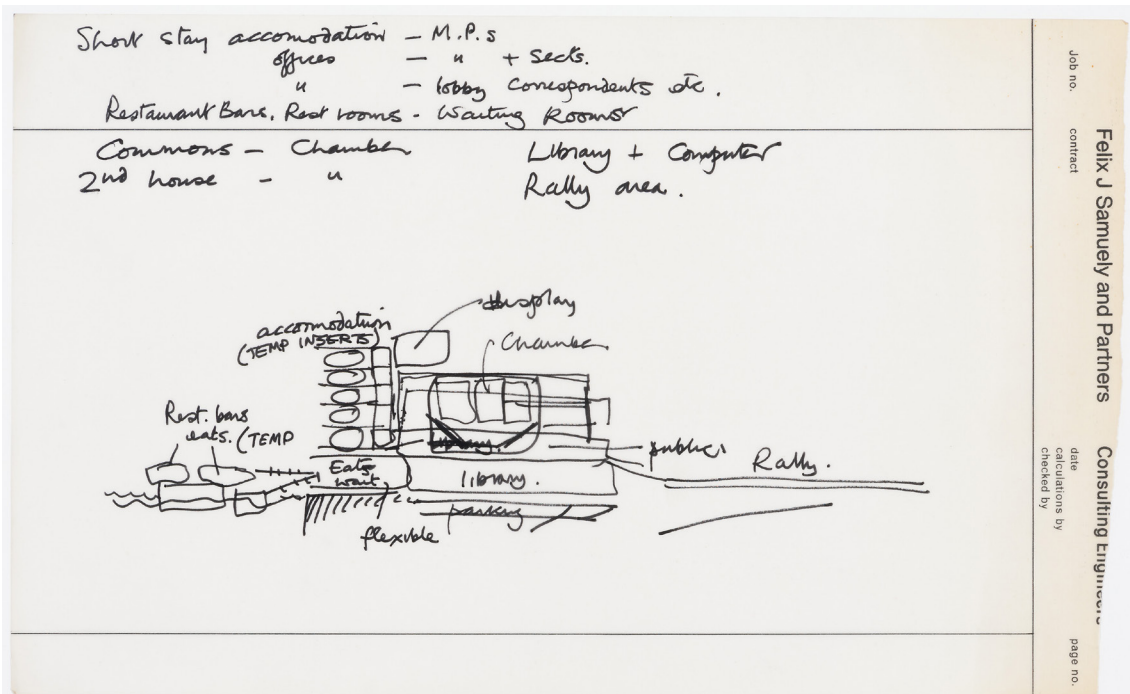 Short stay accomodation – M.P.s
offices – " + Sects.
" – lobby correspondents etc.
Restaurant Bars, Rest rooms - Waiting Rooms
Commons – Chamber
Library + Computer
2nd house – "
Rally area.
display
accomodation
(TEMP INSERTS)
Chamber
Rest. bars
eats. (TEMP
library.
public
Rally.
Eats
wait
library.
parking
flexible
Felix J Samuely and Partners
Consulting Engineers
Job no.
contract
date
calculations by
checked by
page no.